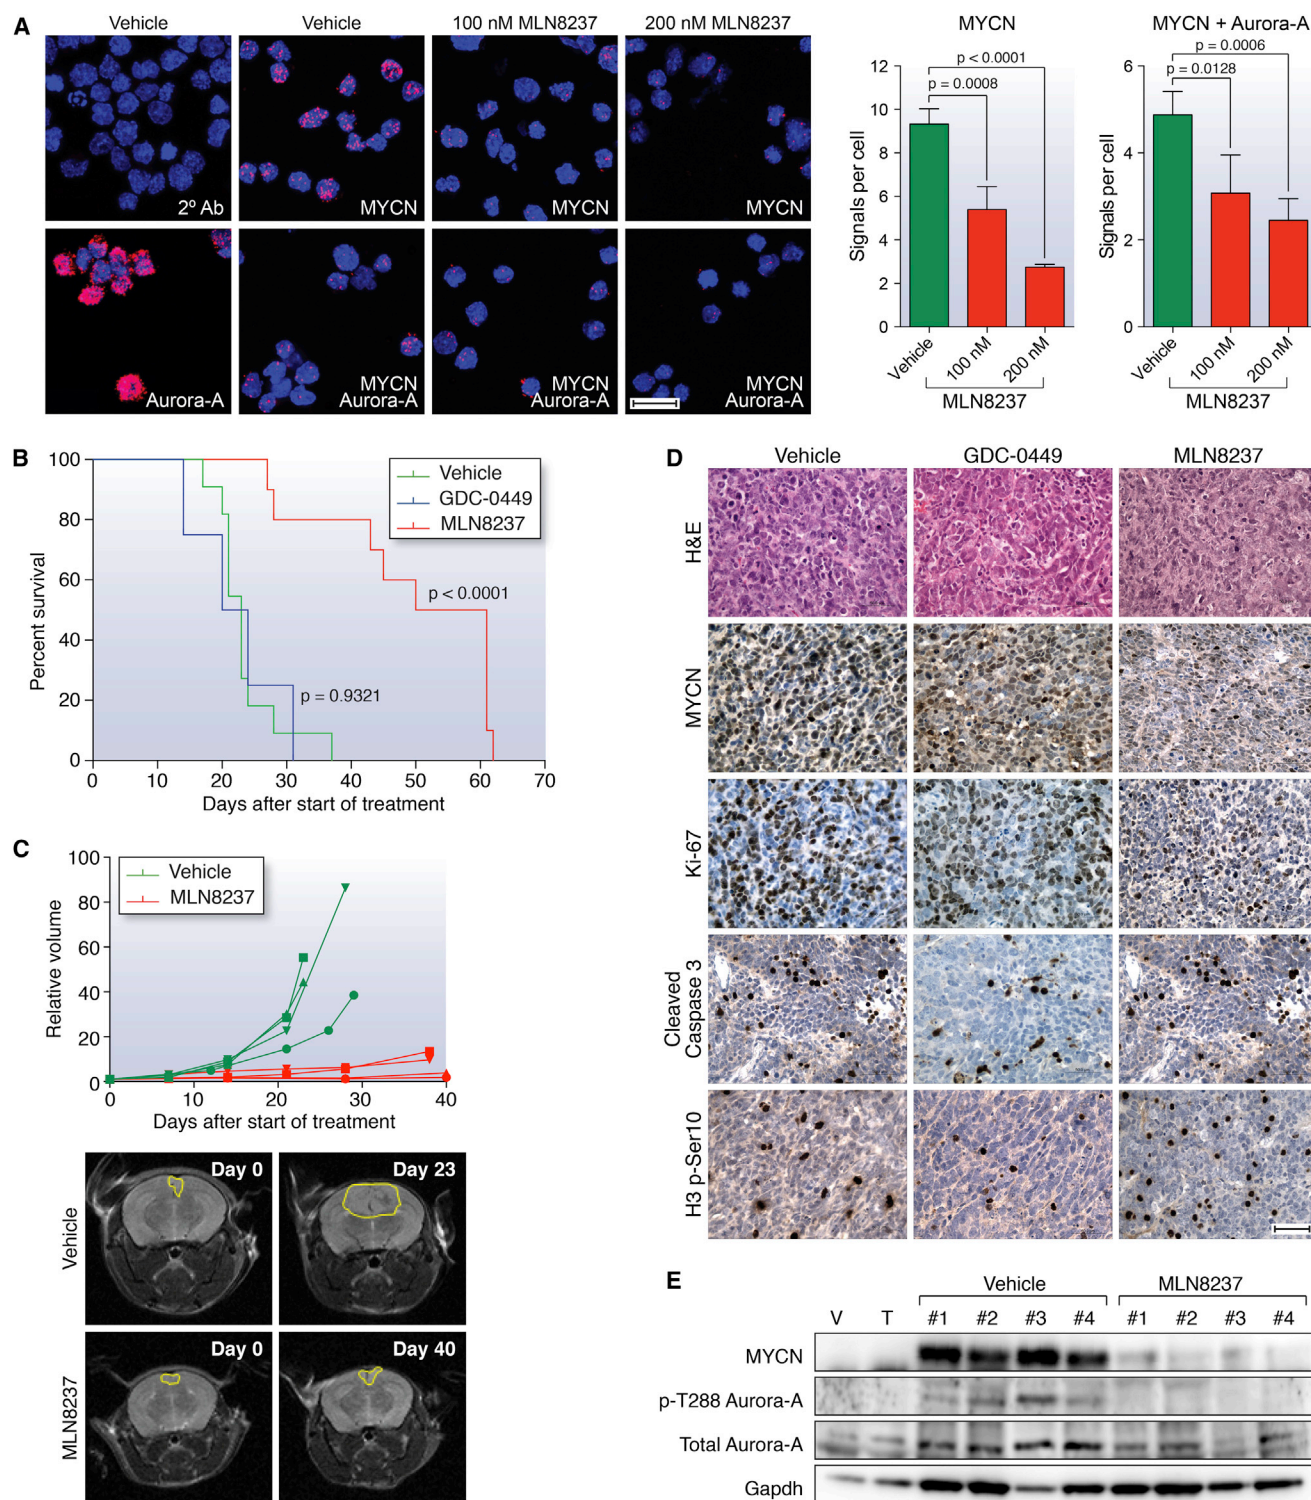 A
Vehicle
Vehicle
100 nM MLN8237
200 nM MLN8237
2º Ab
MYCN
MYCN
MYCN
Aurora-A
MYCN
Aurora-A
MYCN
Aurora-A
MYCN
Aurora-A
MYCN
p < 0.0001
p = 0.0008
Signals per cell
12
10
8
6
4
2
0
Vehicle
100 nM
200 nM
MLN8237
MYCN + Aurora-A
p = 0.0006
p = 0.0128
Signals per cell
6
4
2
0
Vehicle
100 nM
200 nM
MLN8237
B
Percent survival
100
80
60
40
20
0
Vehicle
GDC-0449
MLN8237
p < 0.0001
p = 0.9321
0 10 20 30 40 50 60 70
Days after start of treatment
C
Relative volume
100
80
60
40
20
0
Vehicle
MLN8237
0 10 20 30 40
Days after start of treatment
Vehicle
Day 0
Day 23
MLN8237
Day 0
Day 40
D
Vehicle
GDC-0449
MLN8237
H&E
MYCN
Ki-67
Cleaved
Caspase 3
H3 p-Ser10
E
Vehicle
MLN8237
V T #1 #2 #3 #4 #1 #2 #3 #4
MYCN
p-T288 Aurora-A
Total Aurora-A
Gapdh